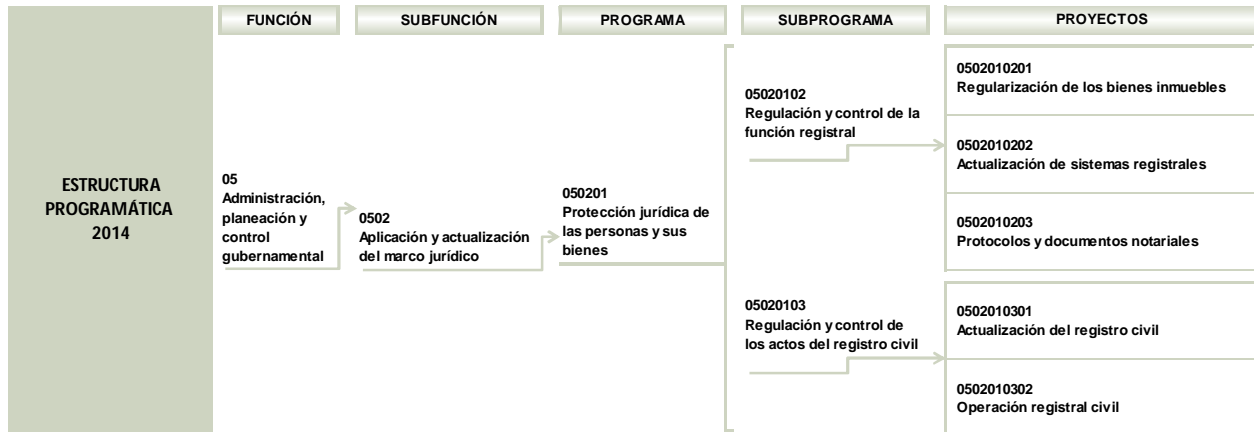 FUNCIÓN
SUBFUNCIÓN
PROGRAMA
SUBPROGRAMA
PROYECTOS
ESTRUCTURA
PROGRAMÁTICA
2014
05
Administración,
planeación y
control
gubernamental
0502
Aplicación y actualización
del marco jurídico
050201
Protección jurídica de
las personas y sus
bienes
05020102
Regulación y control de la
función registral
0502010201
Regularización de los bienes inmuebles
0502010202
Actualización de sistemas registrales
0502010203
Protocolos y documentos notariales
05020103
Regulación y control de
los actos del registro civil
0502010301
Actualización del registro civil
0502010302
Operación registral civil